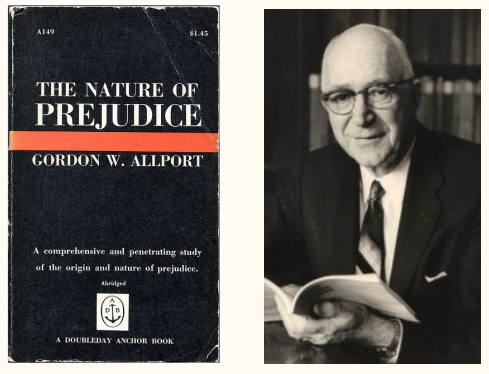 A149 $1.45
THE NATURE OF
PREJUDICE
GORDON W. ALLPORT
A comprehensive and penetrating study
of the origin and nature of prejudice.
Abridged
A
D B
A DOUBLEDAY ANCHOR BOOK